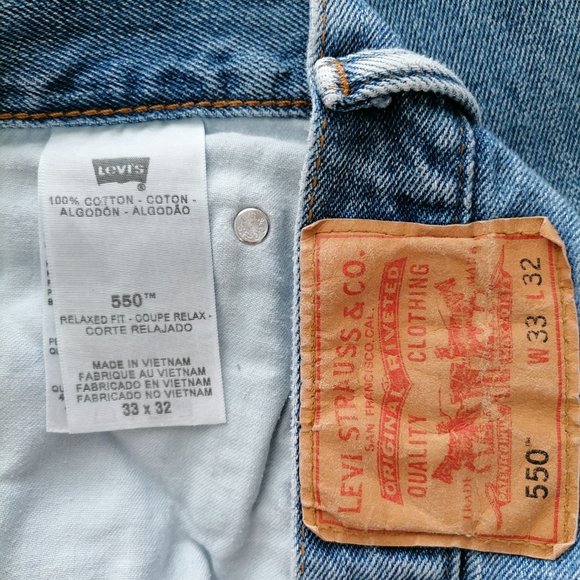 LEVI'S
®
100% COTTON - COTON -
ALGODÓN - ALGODÃO
550™
RELAXED FIT - COUPE RELAX -
CORTE RELAJADO
MADE IN VIETNAM
FABRIQUE AU VIETNAM
FABRICADO EN VIETNAM
FABRICADO NO VIETNAM
33 x 32
LEVI STRAUSS & CO.
SAN FRANCISCO, CAL.
ORIGINAL RIVETED
QUALITY CLOTHING
TRADE MARK
550™ W 33 L 32